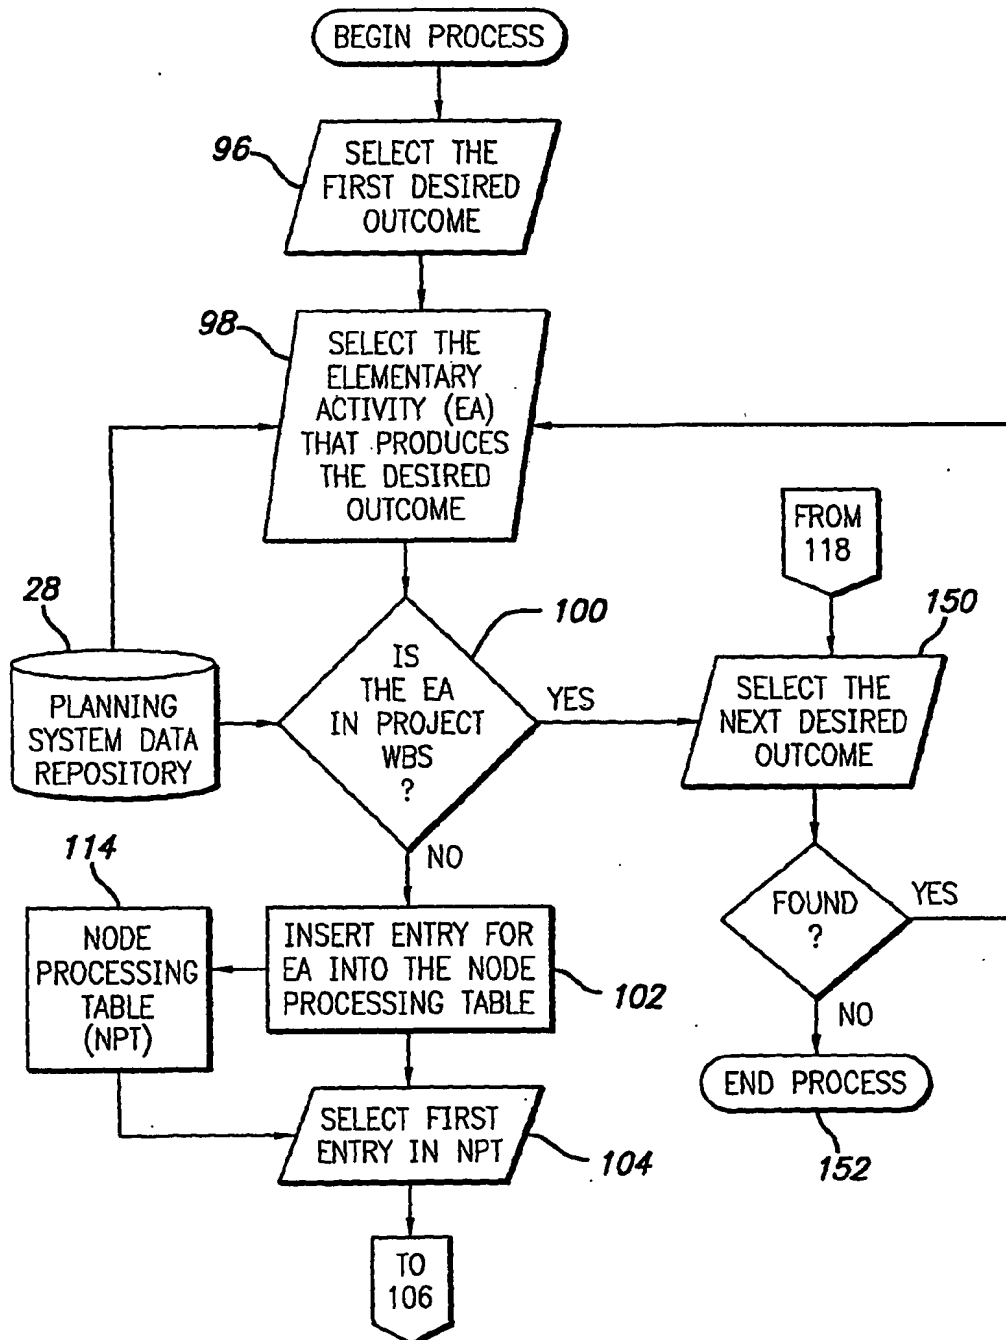 BEGIN PROCESS
96
SELECT THE
FIRST DESIRED
OUTCOME
98
SELECT THE
ELEMENTARY
ACTIVITY (EA)
THAT PRODUCES
THE DESIRED
OUTCOME
FROM
118
28
PLANNING
SYSTEM DATA
REPOSITORY
100
IS
THE EA
IN PROJECT
WBS
?
YES
150
SELECT THE
NEXT DESIRED
OUTCOME
NO
114
NODE
PROCESSING
TABLE
(NPT)
INSERT ENTRY FOR
EA INTO THE NODE
PROCESSING TABLE
102
FOUND
?
YES
NO
END PROCESS
152
SELECT FIRST
ENTRY IN NPT
104
TO
106